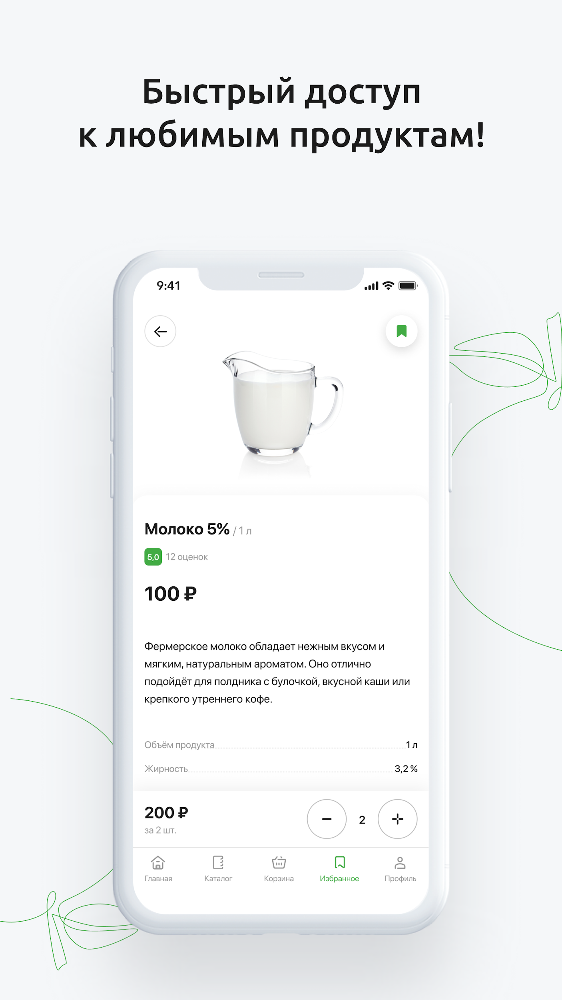 Быстрый доступ
к любимым продуктам!
9:41
Молоко 5% / 1 л
5,0 12 оценок
100 ₽
Фермерское молоко обладает нежным вкусом и
мягким, натуральным ароматом. Оно отлично
подойдёт для полдника с булочкой, вкусной каши или
крепкого утреннего кофе.
Объём продукта 1 л
Жирность 3,2 %
200 ₽
за 2 шт.
2
Главная Каталог Корзина Избранное Профиль